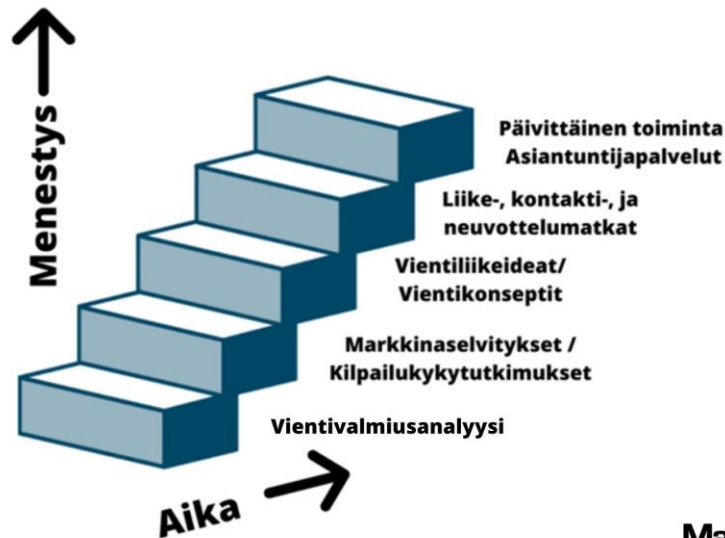 Menestys
Päivittäinen toiminta
Asiantuntijapalvelut
Liike-, kontakti-, ja
neuvottelumatkat
Vientiliikeideat/
Vientikonseptit
Markkinaselvitykset /
Kilpailukykytutkimukset
Vientivalmiusanalyysi
Aika